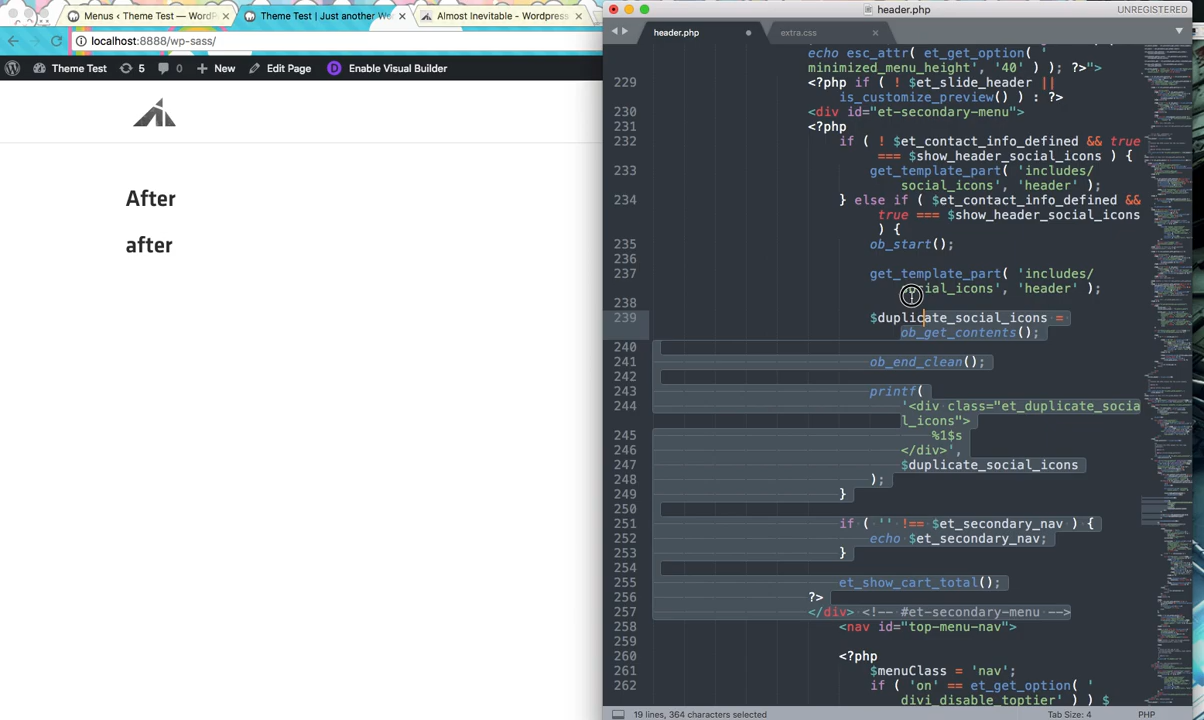 Menus ‹ Theme Test — WordPr
Theme Test | Just another Wo
Almost Inevitable - Wordpress
localhost:8888/wp-sass/
Theme Test
5
0
New
Edit Page
D
Enable Visual Builder
After
after
header.php
UNREGISTERED
header.php
extra.css
echo esc_attr( et_get_option( '
minimized_menu_height', '40' ) ); ?>">
229 <?php if ( ! $et_slide_header ||
is_customize_preview() ) : ?>
230 <div id="et-secondary-menu">
231 <?php
232 if ( ! $et_contact_info_defined && true
=== $show_header_social_icons ) {
233 get_template_part( 'includes/
social_icons', 'header' );
234 } else if ( $et_contact_info_defined &&
true === $show_header_social_icons
) {
235 ob_start();
236
237 get_template_part( 'includes/
social_icons', 'header' );
238
239 $duplicate_social_icons =
ob_get_contents();
240
241 ob_end_clean();
242
243 printf(
244 '<div class="et_duplicate_socia
l_icons">
245 %1$s
246 </div>',
247 $duplicate_social_icons
248 );
249 }
250
251 if ( '' !== $et_secondary_nav ) {
252 echo $et_secondary_nav;
253 }
254
255 et_show_cart_total();
256 ?>
257 </div> <!-- #et-secondary-menu -->
258 <nav id="top-menu-nav">
259
260 <?php
261 $menuClass = 'nav';
262 if ( 'on' == et_get_option( '
divi_disable_toptier' ) ) $
19 lines, 364 characters selected
Tab Size: 4
PHP